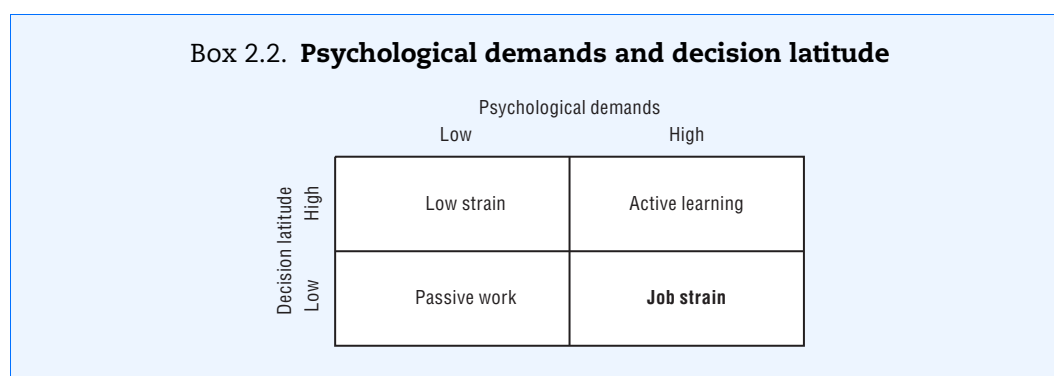 Box 2.2. Psychological demands and decision latitude
Psychological demands
Low High
Decision latitude
High
Low strain Active learning
Low
Passive work Job strain